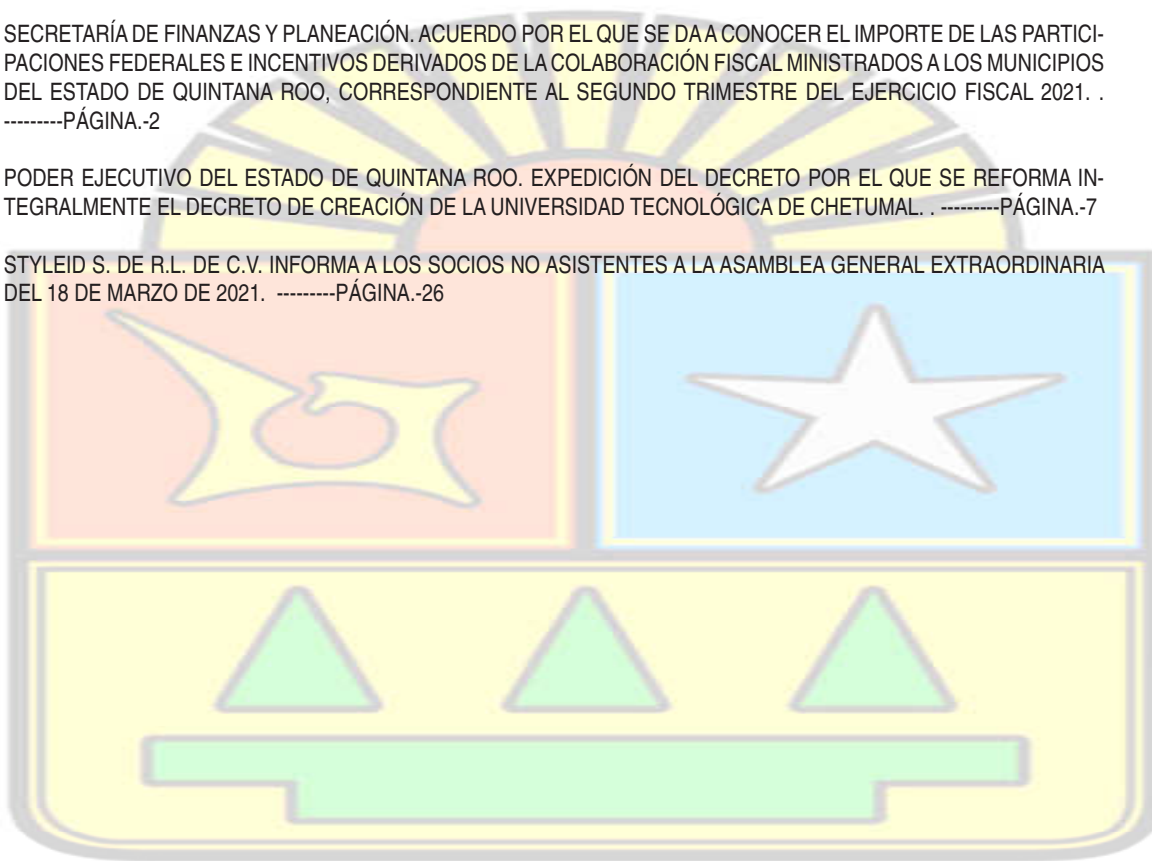 SECRETARÍA DE FINANZAS Y PLANEACIÓN. ACUERDO POR EL QUE SE DA A CONOCER EL IMPORTE DE LAS PARTICI-
PACIONES FEDERALES E INCENTIVOS DERIVADOS DE LA COLABORACIÓN FISCAL MINISTRADOS A LOS MUNICIPIOS
DEL ESTADO DE QUINTANA ROO, CORRESPONDIENTE AL SEGUNDO TRIMESTRE DEL EJERCICIO FISCAL 2021. .
---------PÁGINA.-2
PODER EJECUTIVO DEL ESTADO DE QUINTANA ROO. EXPEDICIÓN DEL DECRETO POR EL QUE SE REFORMA IN-
TEGRALMENTE EL DECRETO DE CREACIÓN DE LA UNIVERSIDAD TECNOLÓGICA DE CHETUMAL. . ---------PÁGINA.-7
STYLEID S. DE R.L. DE C.V. INFORMA A LOS SOCIOS NO ASISTENTES A LA ASAMBLEA GENERAL EXTRAORDINARIA
DEL 18 DE MARZO DE 2021. ---------PÁGINA.-26